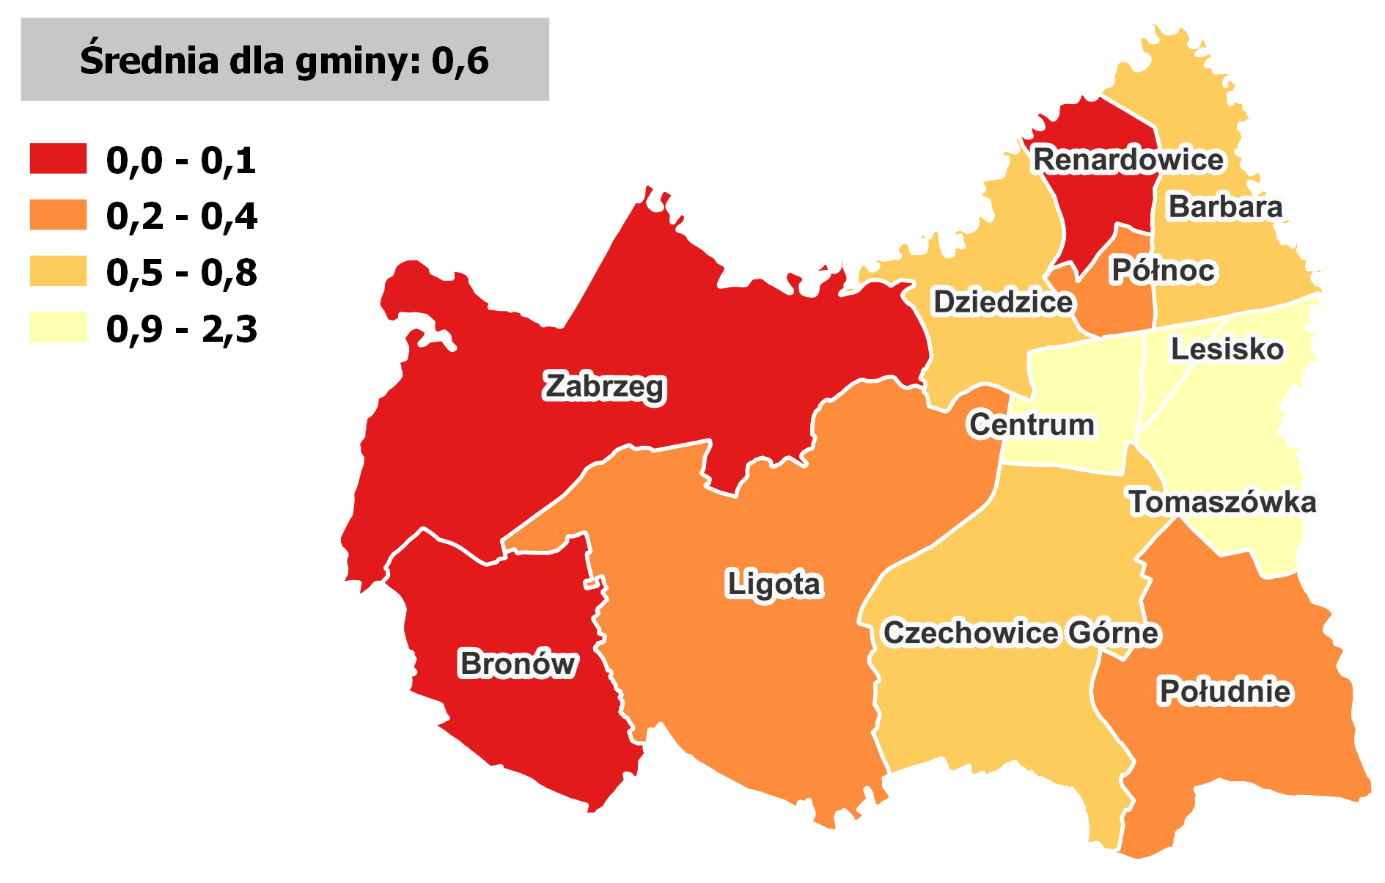 Średnia dla gminy: 0,6
0,0 - 0,1
0,2 - 0,4
0,5 - 0,8
0,9 - 2,3
Renardowice
Barbara
Północ
Dziedzice
Lesisko
Zabrzeg
Centrum
Tomaszówka
Ligota
Czechowice Górne
Bronów
Południe